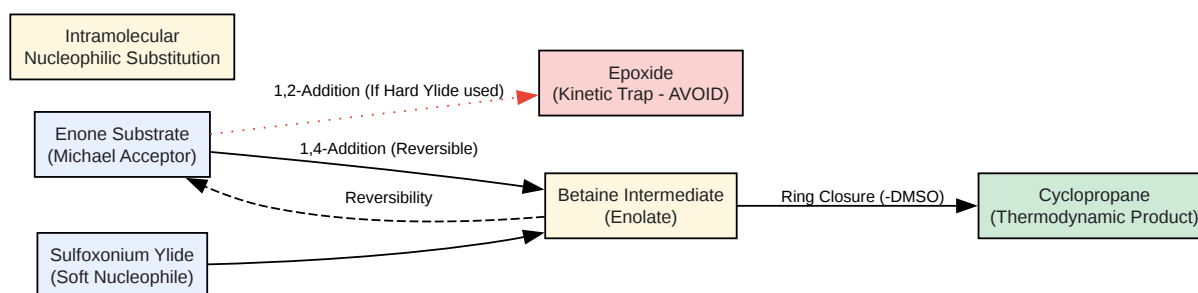 Intramolecular
Nucleophilic Substitution
Epoxide
(Kinetic Trap - AVOID)
1,2-Addition (If Hard Ylide used)
Enone Substrate
(Michael Acceptor)
1,4-Addition (Reversible)
Reversibility
Betaine Intermediate
(Enolate)
Ring Closure (-DMSO)
Cyclopropane
(Thermodynamic Product)
Sulfoxonium Ylide
(Soft Nucleophile)